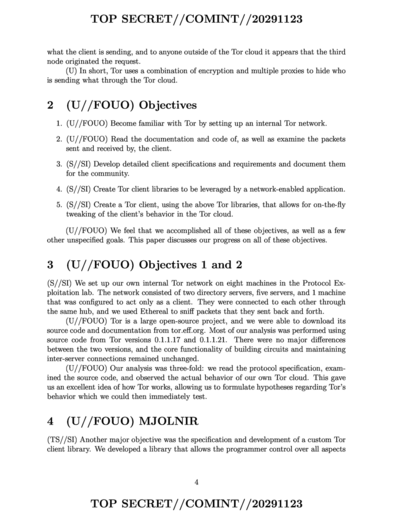 TOP SECRET//COMINT//20291123
what the client is sending, and to anyone outside of the Tor cloud it appears that the third
node originated the request.
(U) In short, Tor uses a combination of encryption and multiple proxies to hide who
is sending what through the Tor cloud.
2 (U//FOUO) Objectives
1. (U//FOUO) Become familiar with Tor by setting up an internal Tor network.
2. (U//FOUO) Read the documentation and code of, as well as examine the packets
sent and received by, the client.
3. (S//SI) Develop detailed client specifications and requirements and document them
for the community.
4. (S//SI) Create Tor client libraries to be leveraged by a network-enabled application.
5. (S//SI) Create a Tor client, using the above Tor libraries, that allows for on-the-fly
tweaking of the client's behavior in the Tor cloud.
(U//FOUO) We feel that we accomplished all of these objectives, as well as a few
other unspecified goals. This paper discusses our progress on all of these objectives.
3 (U//FOUO) Objectives 1 and 2
(S//SI) We set up our own internal Tor network on eight machines in the Protocol Ex-
ploitation lab. The network consisted of two directory servers, five servers, and 1 machine
that was configured to act only as a client. They were connected to each other through
the same hub, and we used Ethereal to sniff packets that they sent back and forth.
(U//FOUO) Tor is a large open-source project, and we were able to download its
source code and documentation from tor.eff.org. Most of our analysis was performed using
source code from Tor versions 0.1.1.17 and 0.1.1.21. There were no major differences
between the two versions, and the core functionality of building circuits and maintaining
inter-server connections remained unchanged.
(U//FOUO) Our analysis was three-fold: we read the protocol specification, exam-
ined the source code, and observed the actual behavior of our own Tor cloud. This gave
us an excellent idea of how Tor works, allowing us to formulate hypotheses regarding Tor's
behavior which we could then immediately test.
4 (U//FOUO) MJOLNIR
(TS//SI) Another major objective was the specification and development of a custom Tor
client library. We developed a library that allows the programmer control over all aspects
4
TOP SECRET//COMINT//20291123